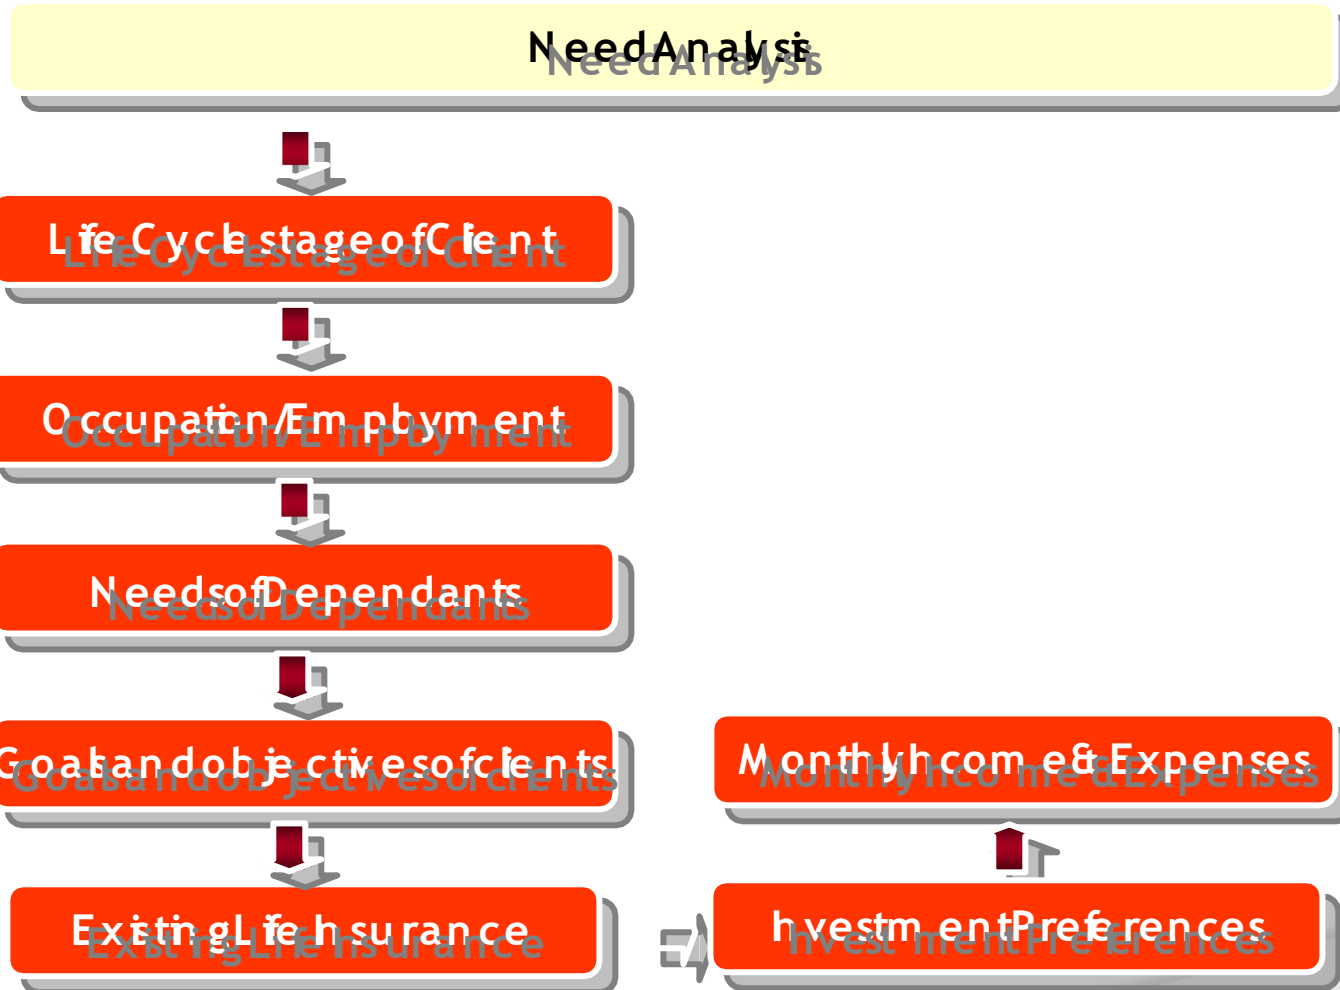 Need Analysis
Life Cycle stage of Client
Occupation/Employment
Needs of Dependants
Goals and objectives of clients
Existing Life Insurance
Investment Preferences
Monthly Income & Expenses